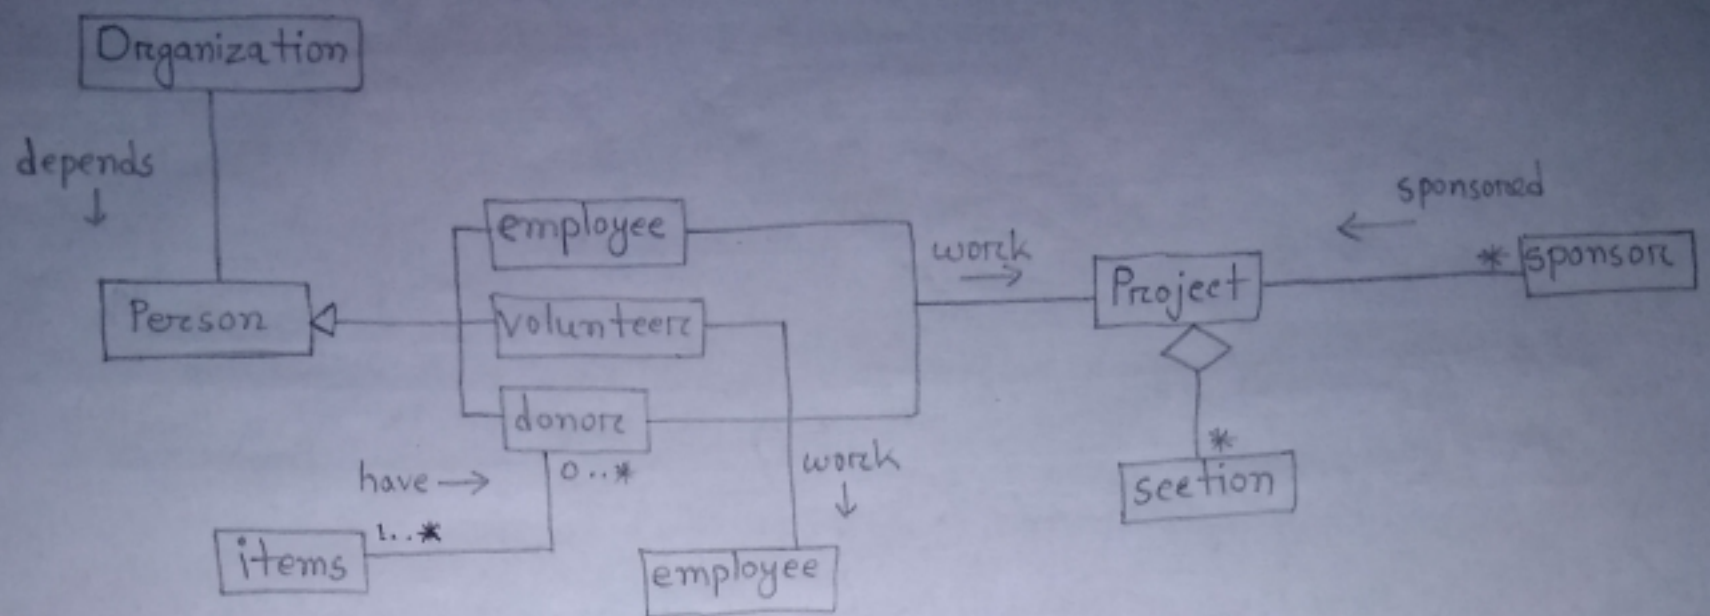 Organization
depends
↓
sponsored
←
employee
work
→
* sponsor
Person
volunteer
Project
donor
have →
0..*
work
↓
*
section
1..*
items
employee